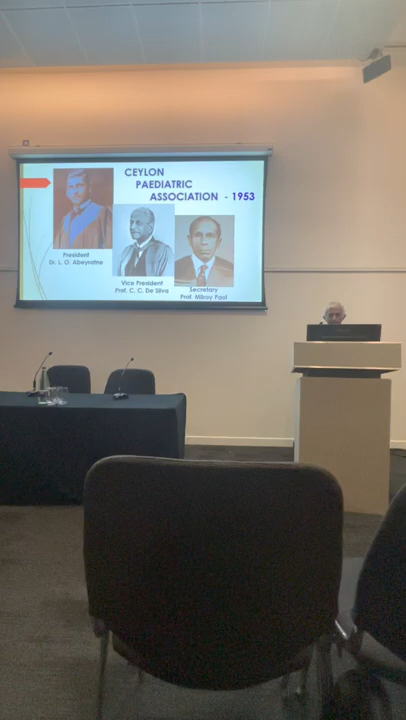 CEYLON
PAEDIATRIC
ASSOCIATION - 1953
President
Dr. L. O. Abeyratne
Vice President
Prof. C. C. De Silva
Secretary
Prof. Milroy Paul